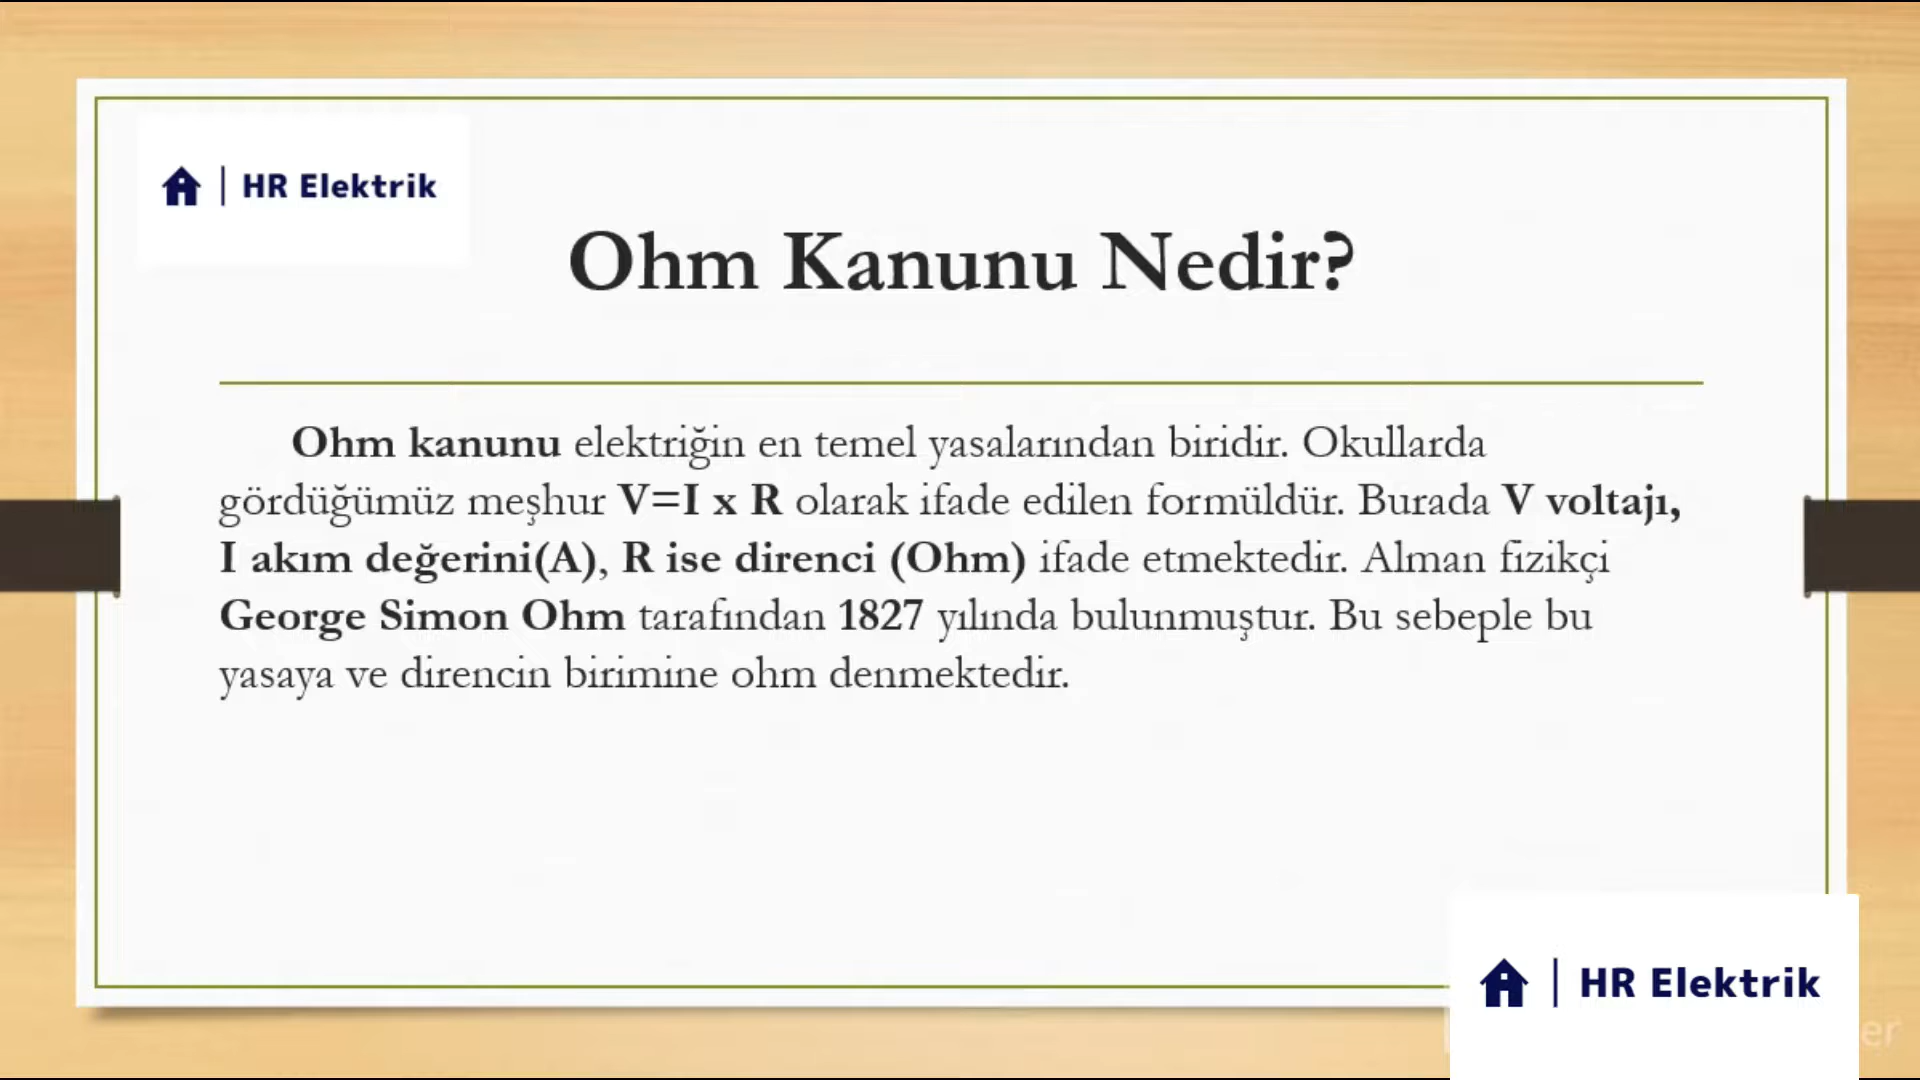 HR Elektrik
Ohm Kanunu Nedir?
Ohm kanunu elektriğin en temel yasalarından biridir. Okullarda
gördüğümüz meşhur V=I x R olarak ifade edilen formüldür. Burada V voltajı,
I akım değerini(A), R ise direnci (Ohm) ifade etmektedir. Alman fizikçi
George Simon Ohm tarafından 1827 yılında bulunmuştur. Bu sebeple bu
yasaya ve direncin birimine ohm denmektedir.
HR Elektrik
er